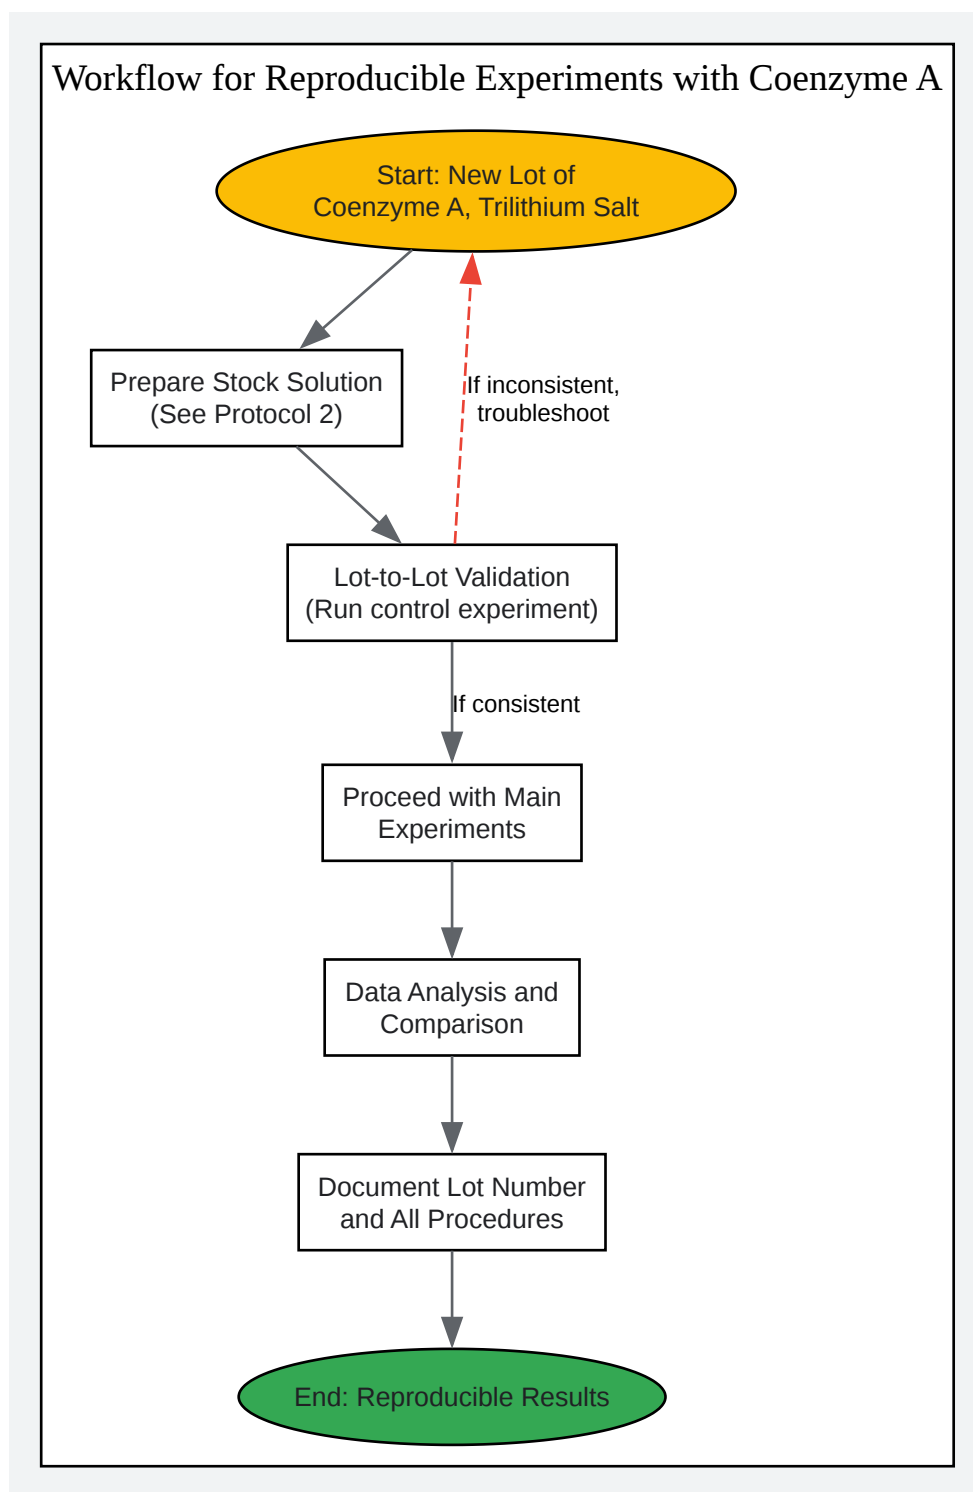 Workflow for Reproducible Experiments with Coenzyme A
Start: New Lot of
Coenzyme A, Trilithium Salt
Prepare Stock Solution
(See Protocol 2)
If inconsistent,
troubleshoot
Lot-to-Lot Validation
(Run control experiment)
If consistent
Proceed with Main
Experiments
Data Analysis and
Comparison
Document Lot Number
and All Procedures
End: Reproducible Results